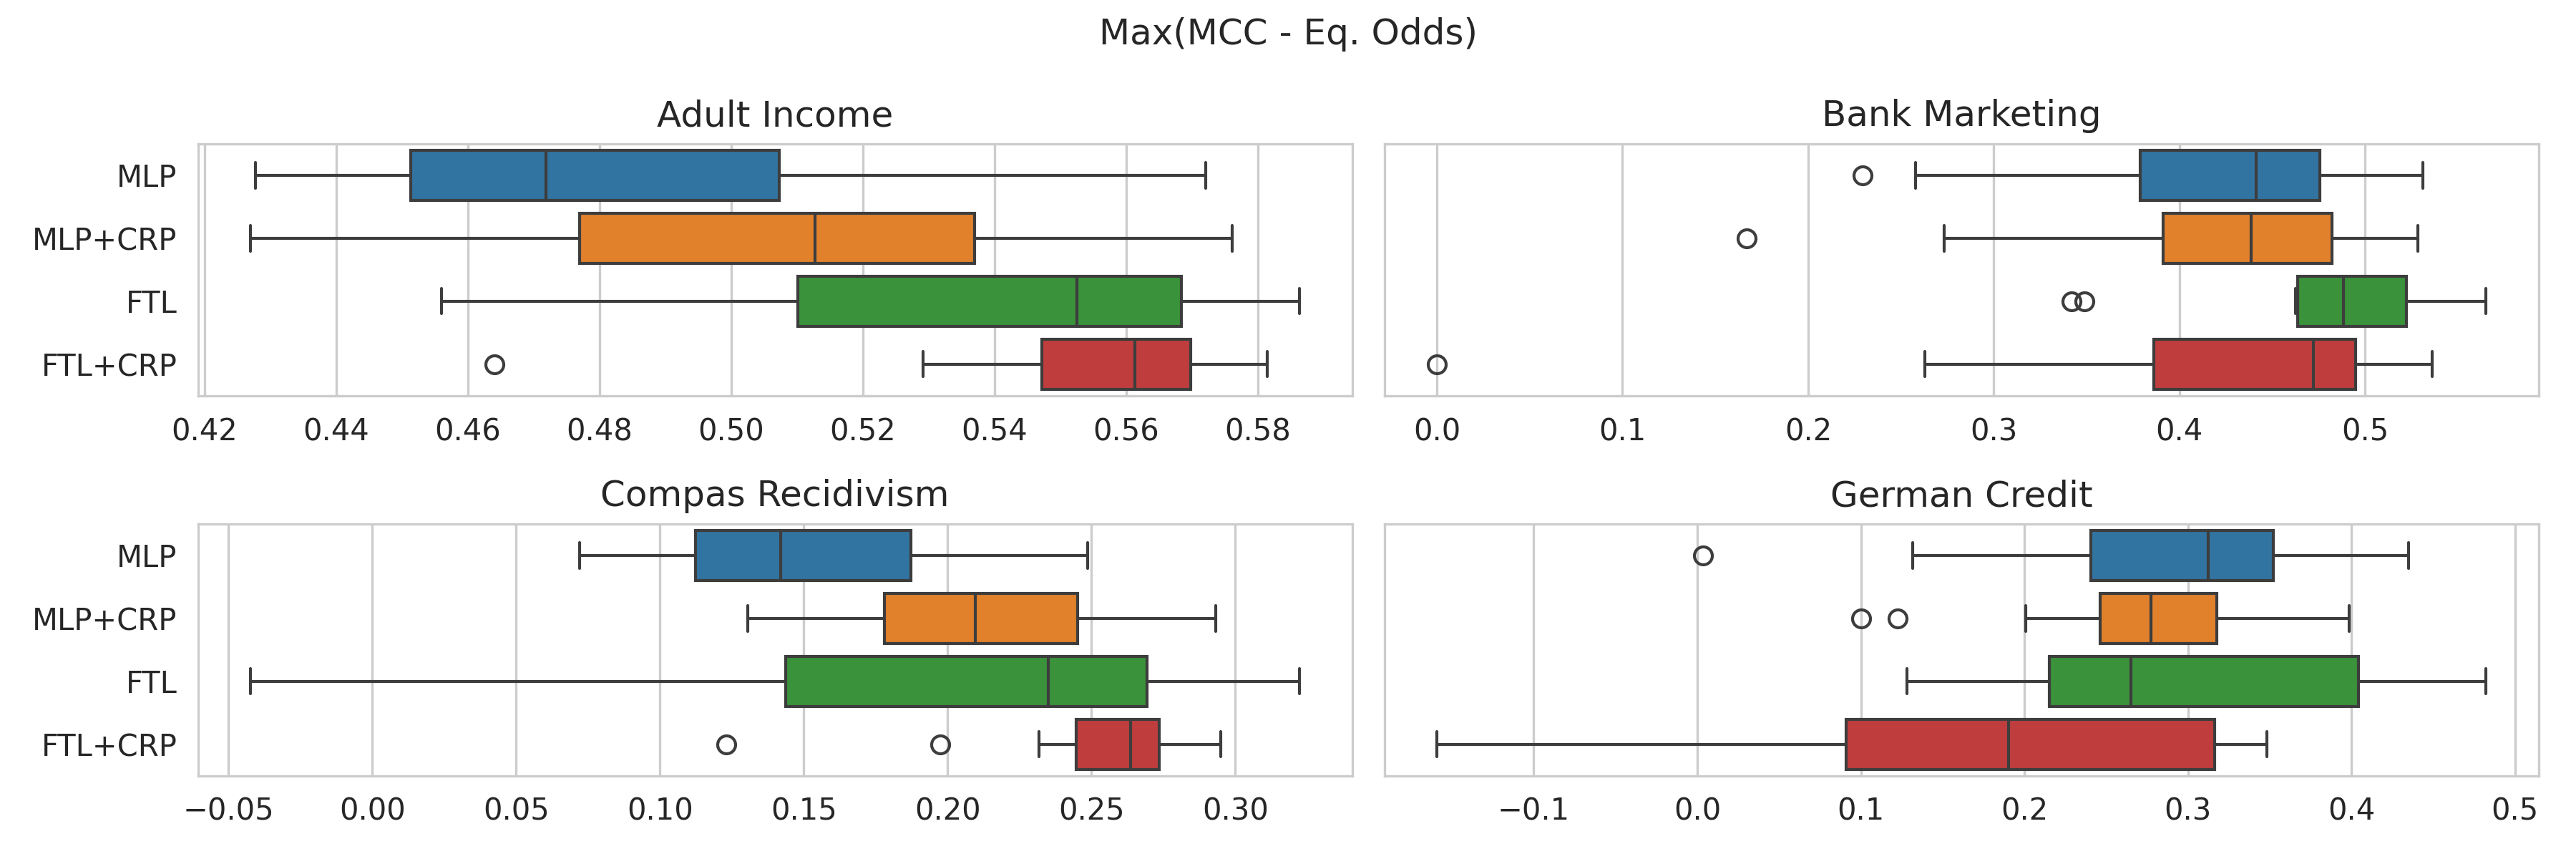 Max(MCC - Eq. Odds)
Adult Income
MLP
MLP+CRP
FTL
FTL+CRP
0.42 0.44 0.46 0.48 0.50 0.52 0.54 0.56 0.58
Bank Marketing
0.0 0.1 0.2 0.3 0.4 0.5
Compas Recidivism
MLP
MLP+CRP
FTL
FTL+CRP
−0.05 0.00 0.05 0.10 0.15 0.20 0.25 0.30
German Credit
−0.1 0.0 0.1 0.2 0.3 0.4 0.5